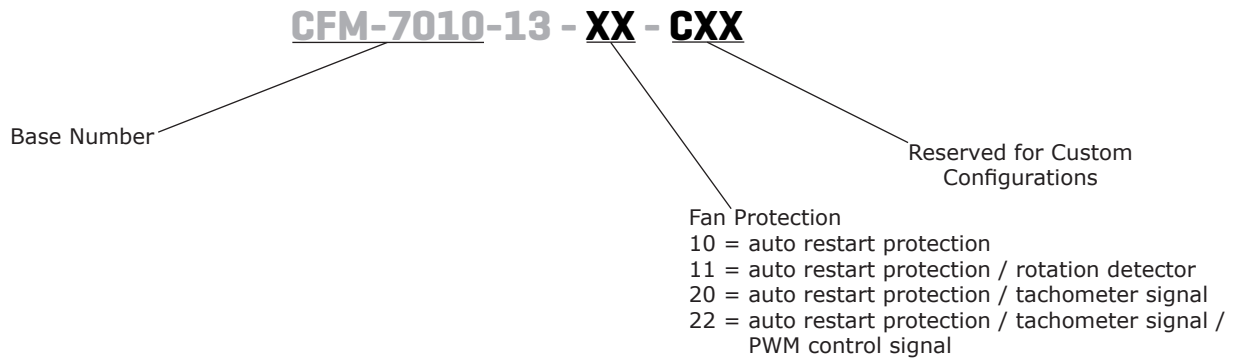 CFM-7010-13 - XX - CXX
Base Number
Reserved for Custom
Configurations
Fan Protection
10 = auto restart protection
11 = auto restart protection / rotation detector
20 = auto restart protection / tachometer signal
22 = auto restart protection / tachometer signal /
PWM control signal